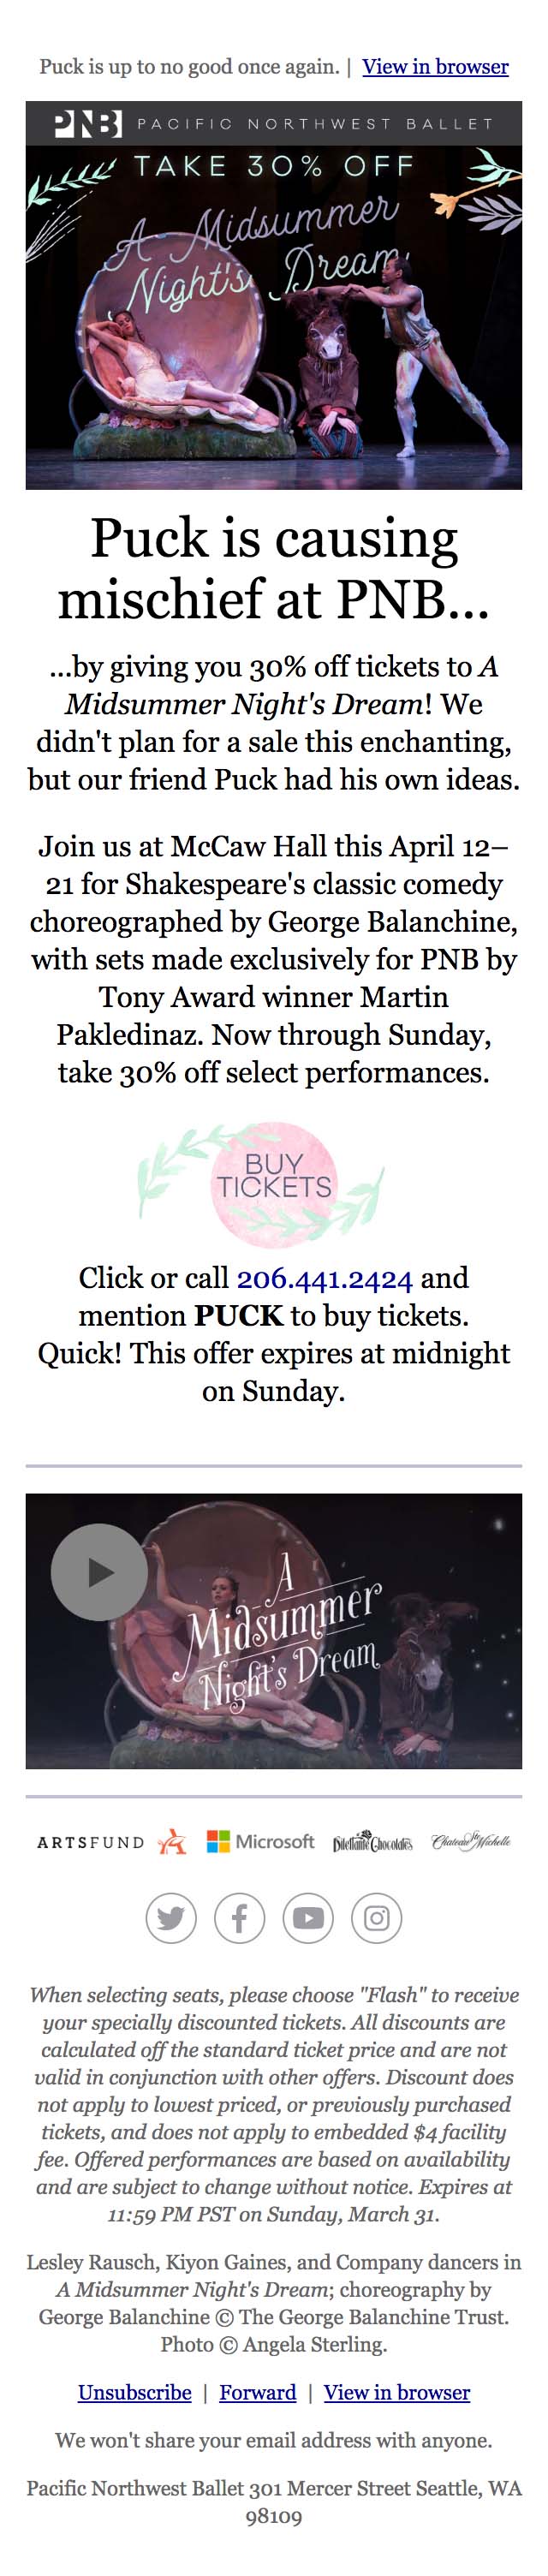 Puck is up to no good once again. | View in browser
PNB PACIFIC NORTHWEST BALLET
TAKE 30% OFF
A Midsummer
Night's Dream
Puck is causing
mischief at PNB...
...by giving you 30% off tickets to A
Midsummer Night's Dream! We
didn't plan for a sale this enchanting,
but our friend Puck had his own ideas.
Join us at McCaw Hall this April 12–
21 for Shakespeare's classic comedy
choreographed by George Balanchine,
with sets made exclusively for PNB by
Tony Award winner Martin
Pakledinaz. Now through Sunday,
take 30% off select performances.
BUY
TICKETS
Click or call 206.441.2424 and
mention PUCK to buy tickets.
Quick! This offer expires at midnight
on Sunday.
A
Midsummer
Night's Dream
ARTSFUND Microsoft Dilettante Chocolates Chateau Ste Michelle
When selecting seats, please choose "Flash" to receive
your specially discounted tickets. All discounts are
calculated off the standard ticket price and are not
valid in conjunction with other offers. Discount does
not apply to lowest priced, or previously purchased
tickets, and does not apply to embedded $4 facility
fee. Offered performances are based on availability
and are subject to change without notice. Expires at
11:59 PM PST on Sunday, March 31.
Lesley Rausch, Kiyon Gaines, and Company dancers in
A Midsummer Night's Dream; choreography by
George Balanchine © The George Balanchine Trust.
Photo © Angela Sterling.
Unsubscribe | Forward | View in browser
We won't share your email address with anyone.
Pacific Northwest Ballet 301 Mercer Street Seattle, WA
98109